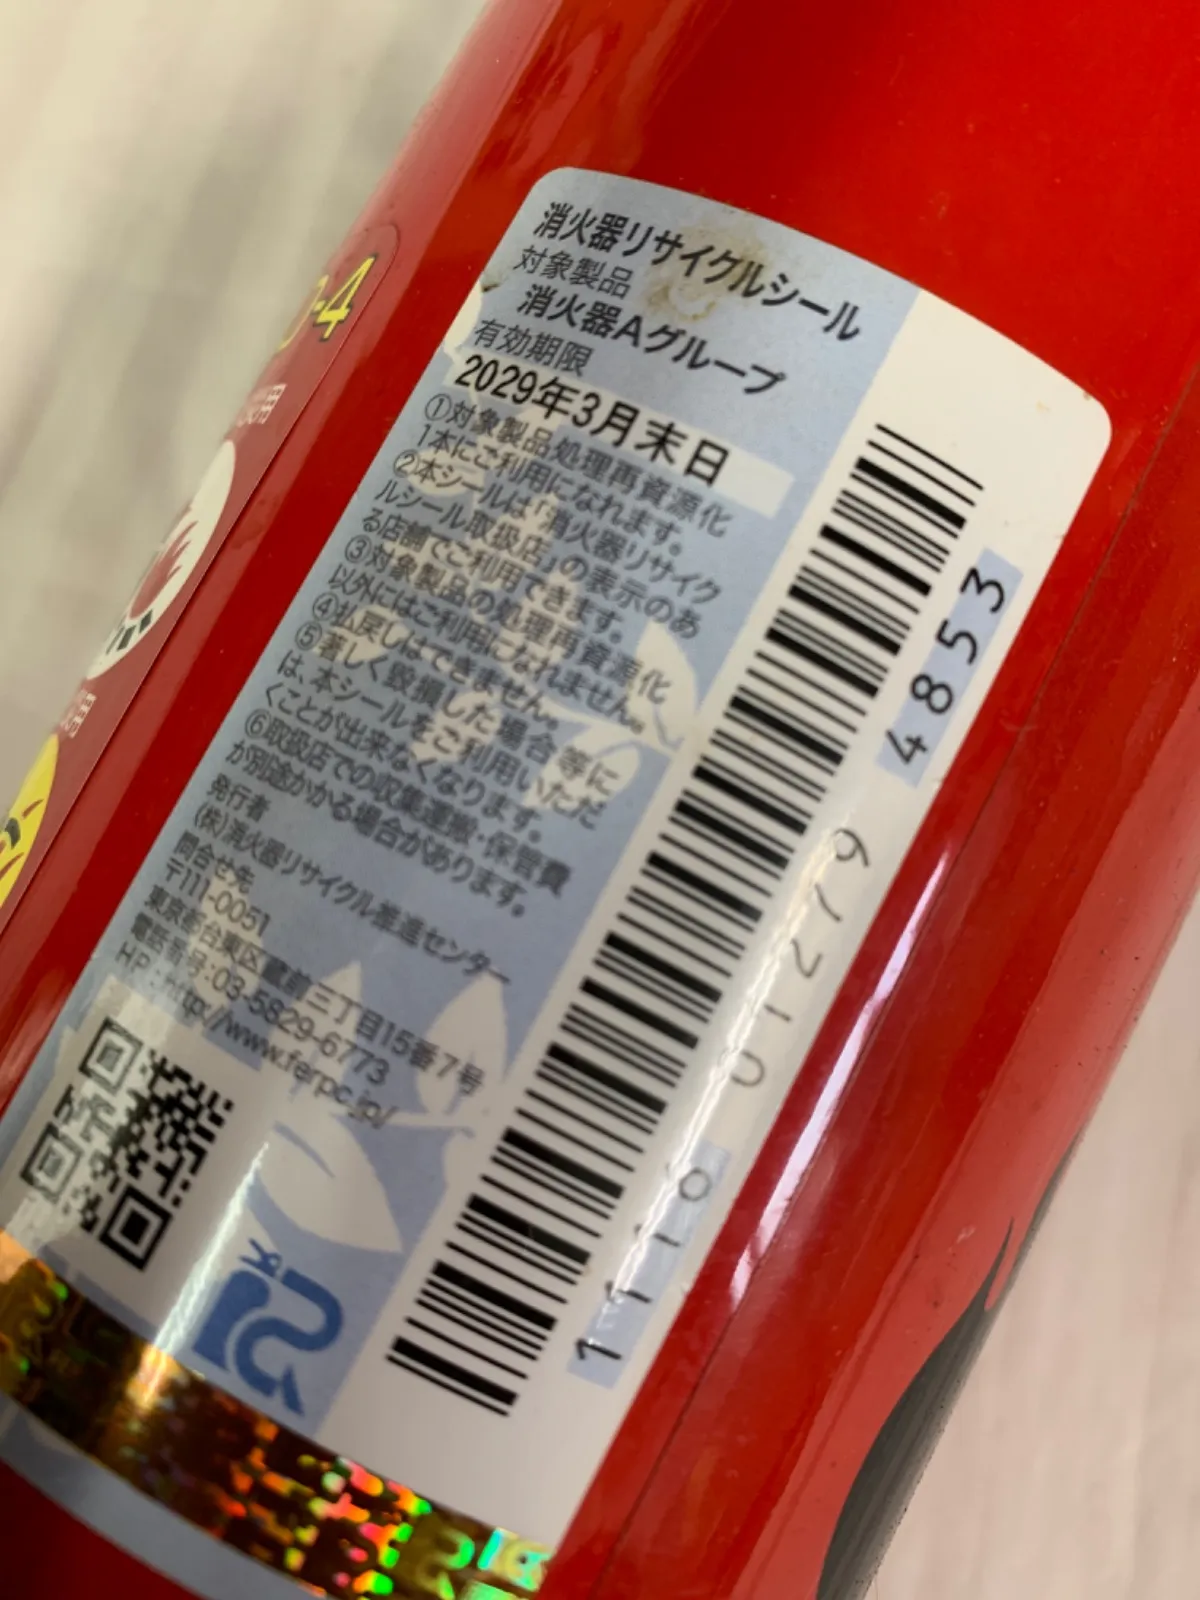 消火器リサイクルシール
対象製品
消火器Aグループ
有効期限
2029年3月末日
①対象製品処理再資源化
1本にご利用になれます。
②本シールは「消火器リサイク
ルシール取扱店」の表示のあ
る店舗でご利用できます。
③対象製品の処理再資源化
以外にはご利用になれません。
④払戻しはできません。
⑤著しく毀損した場合等に
は、本シールをご利用いただ
くことが出来なくなります。
⑥取扱店での収集運搬・保管費
が別途かかる場合があります。
発行者
(株)消火器リサイクル推進センター
問合せ先
〒111-0051
東京都台東区蔵前三丁目15番7号
電話番号:03-5829-6773
HP:http://www.ferpc.jp/
1116 0127 9 4853
-4
用
用